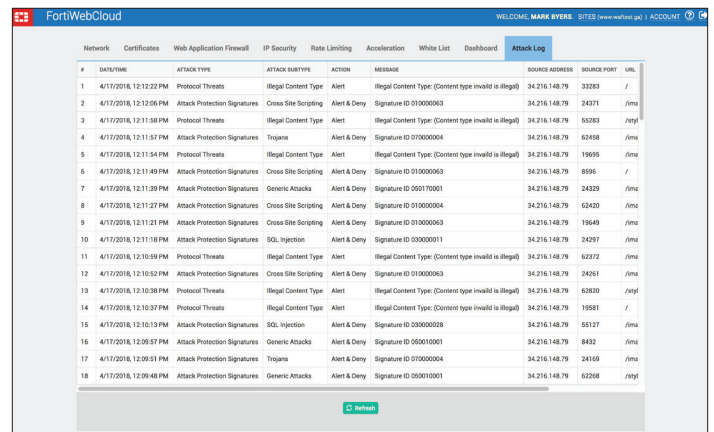 FortiWebCloud WELCOME, MARK BYERS. SITES (www.waftest.ga) | ACCOUNT
Network Certificates Web Application Firewall IP Security Rate Limiting Acceleration White List Dashboard Attack Log
# DATE/TIME ATTACK TYPE ATTACK SUBTYPE ACTION MESSAGE SOURCE ADDRESS SOURCE PORT URL
1 4/17/2018, 12:12:22 PM Protocol Threats Illegal Content Type Alert Illegal Content Type: (Content type invaild is illegal) 34.216.148.79 33283 /
2 4/17/2018, 12:12:06 PM Attack Protection Signatures Cross Site Scripting Alert & Deny Signature ID 010000063 34.216.148.79 24371 /ima
3 4/17/2018, 12:11:58 PM Protocol Threats Illegal Content Type Alert Illegal Content Type: (Content type invaild is illegal) 34.216.148.79 55283 /styl
4 4/17/2018, 12:11:57 PM Attack Protection Signatures Trojans Alert & Deny Signature ID 070000004 34.216.148.79 62458 /ima
5 4/17/2018, 12:11:54 PM Protocol Threats Illegal Content Type Alert Illegal Content Type: (Content type invaild is illegal) 34.216.148.79 19695 /ima
6 4/17/2018, 12:11:49 PM Attack Protection Signatures Cross Site Scripting Alert & Deny Signature ID 010000063 34.216.148.79 8596 /
7 4/17/2018, 12:11:39 PM Attack Protection Signatures Generic Attacks Alert & Deny Signature ID 050170001 34.216.148.79 24329 /ima
8 4/17/2018, 12:11:27 PM Attack Protection Signatures Cross Site Scripting Alert & Deny Signature ID 010000004 34.216.148.79 62420 /ima
9 4/17/2018, 12:11:21 PM Attack Protection Signatures Cross Site Scripting Alert & Deny Signature ID 010000063 34.216.148.79 19649 /ima
10 4/17/2018, 12:11:18 PM Attack Protection Signatures SQL Injection Alert & Deny Signature ID 030000011 34.216.148.79 24297 /ima
11 4/17/2018, 12:10:59 PM Protocol Threats Illegal Content Type Alert Illegal Content Type: (Content type invaild is illegal) 34.216.148.79 62372 /ima
12 4/17/2018, 12:10:52 PM Attack Protection Signatures Cross Site Scripting Alert & Deny Signature ID 010000063 34.216.148.79 24261 /ima
13 4/17/2018, 12:10:38 PM Protocol Threats Illegal Content Type Alert Illegal Content Type: (Content type invaild is illegal) 34.216.148.79 62820 /styl
14 4/17/2018, 12:10:37 PM Protocol Threats Illegal Content Type Alert Illegal Content Type: (Content type invaild is illegal) 34.216.148.79 19581 /
15 4/17/2018, 12:10:13 PM Attack Protection Signatures SQL Injection Alert & Deny Signature ID 030000028 34.216.148.79 55127 /ima
16 4/17/2018, 12:09:57 PM Attack Protection Signatures Generic Attacks Alert & Deny Signature ID 050010001 34.216.148.79 8432 /ima
17 4/17/2018, 12:09:51 PM Attack Protection Signatures Trojans Alert & Deny Signature ID 070000004 34.216.148.79 24169 /ima
18 4/17/2018, 12:09:48 PM Attack Protection Signatures Generic Attacks Alert & Deny Signature ID 050010001 34.216.148.79 62268 /styl
Refresh